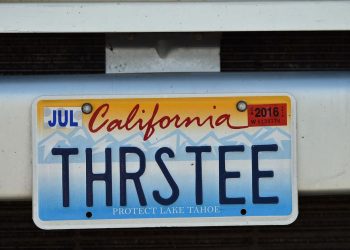 JUL California 2016
THRSTEE
PROTECT LAKE TAHOE